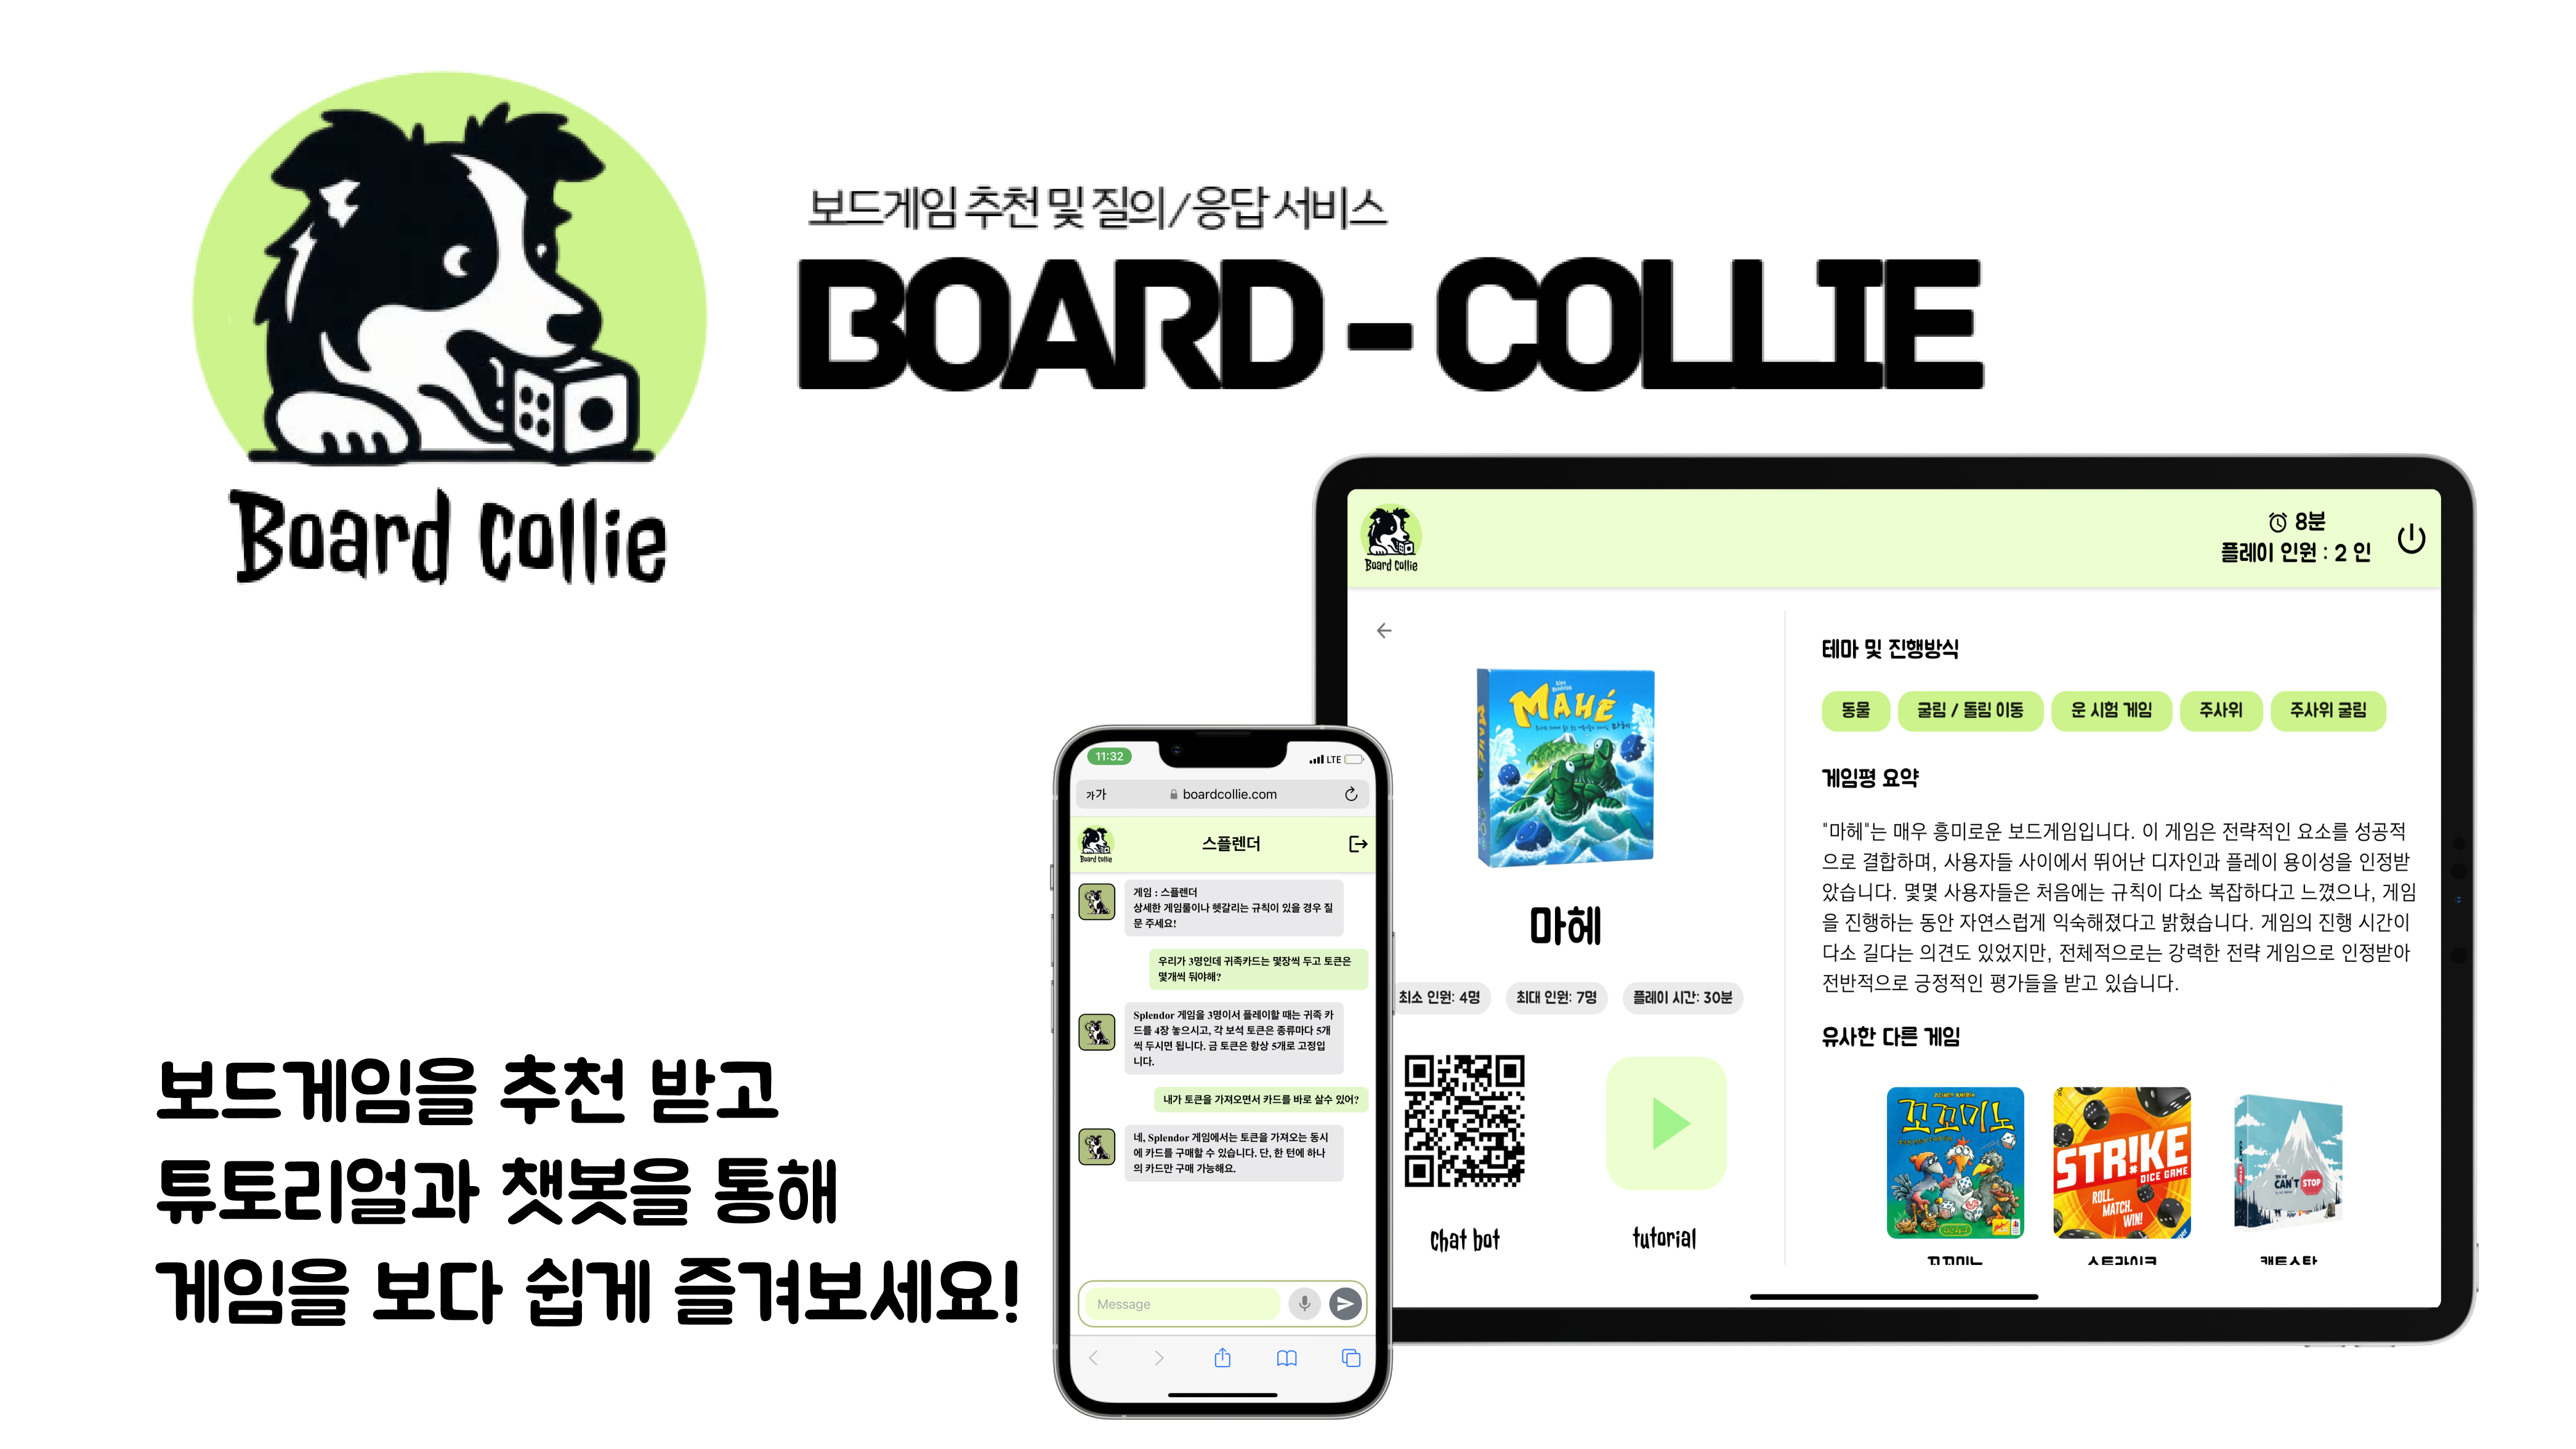 보드게임 추천 및 질의/응답 서비스
BOARD - COLLIE
Board Collie
보드게임을 추천 받고
튜토리얼과 챗봇을 통해
게임을 보다 쉽게 즐겨보세요!
11:32
LTE
가가
boardcollie.com
Board Collie
스플렌더
게임 : 스플렌더
상세한 게임룰이나 헷갈리는 규칙이 있을 경우 질
문 주세요!
우리가 3명인데 귀족카드는 몇장씩 두고 토큰은
몇개씩 둬야해?
Splendor 게임을 3명이서 플레이할 때는 귀족 카
드를 4장 놓으시고, 각 보석 토큰은 종류마다 5개
씩 두시면 됩니다. 금 토큰은 항상 5개로 고정입
니다.
내가 토큰을 가져오면서 카드를 바로 살수 있어?
네, Splendor 게임에서는 토큰을 가져오는 동시
에 카드를 구매할 수 있습니다. 단, 한 턴에 하나
의 카드만 구매 가능해요.
Message
Board Collie
8분
플레이 인원 : 2 인
MAHÉ
마헤
최소 인원: 4명
최대 인원: 7명
플레이 시간: 30분
chat bot
tutorial
테마 및 진행방식
동물
굴림 / 돌림 이동
운 시험 게임
주사위
주사위 굴림
게임평 요약
"마헤"는 매우 흥미로운 보드게임입니다. 이 게임은 전략적인 요소를 성공적
으로 결합하며, 사용자들 사이에서 뛰어난 디자인과 플레이 용이성을 인정받
았습니다. 몇몇 사용자들은 처음에는 규칙이 다소 복잡하다고 느꼈으나, 게임
을 진행하는 동안 자연스럽게 익숙해졌다고 밝혔습니다. 게임의 진행 시간이
다소 길다는 의견도 있었지만, 전체적으로는 강력한 전략 게임으로 인정받아
전반적으로 긍정적인 평가들을 받고 있습니다.
유사한 다른 게임
꼬꼬미노
STRIKE
DICE GAME
ROLL.
MATCH.
WIN!
CAN'T STOP
꼬꼬미노
스트라이크
캔트스탑